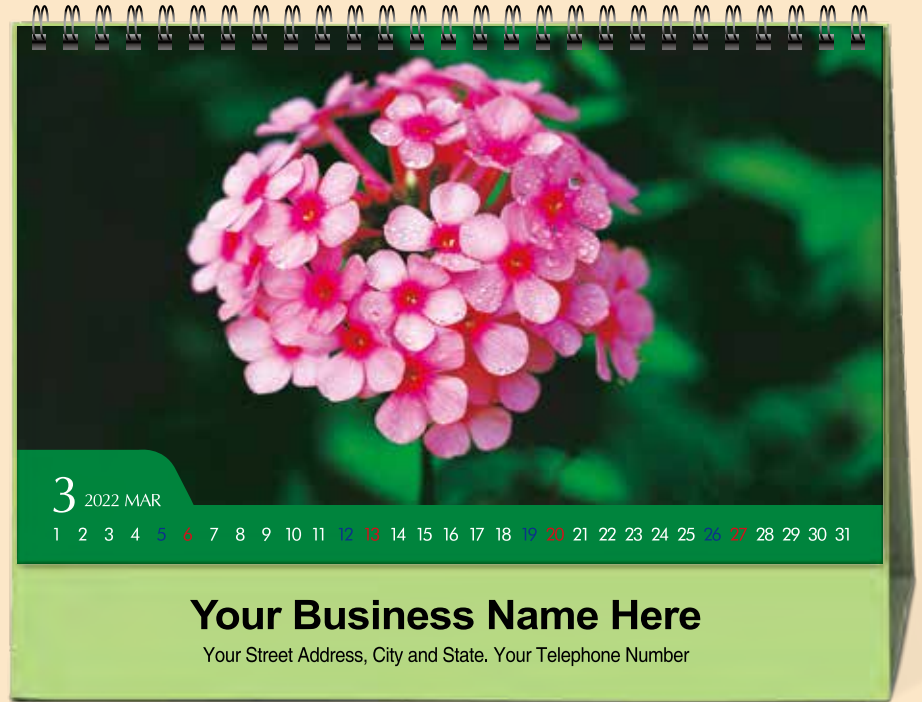 3 2022 MAR
1 2 3 4 5 6 7 8 9 10 11 12 13 14 15 16 17 18 19 20 21 22 23 24 25 26 27 28 29 30 31
Your Business Name Here
Your Street Address, City and State. Your Telephone Number